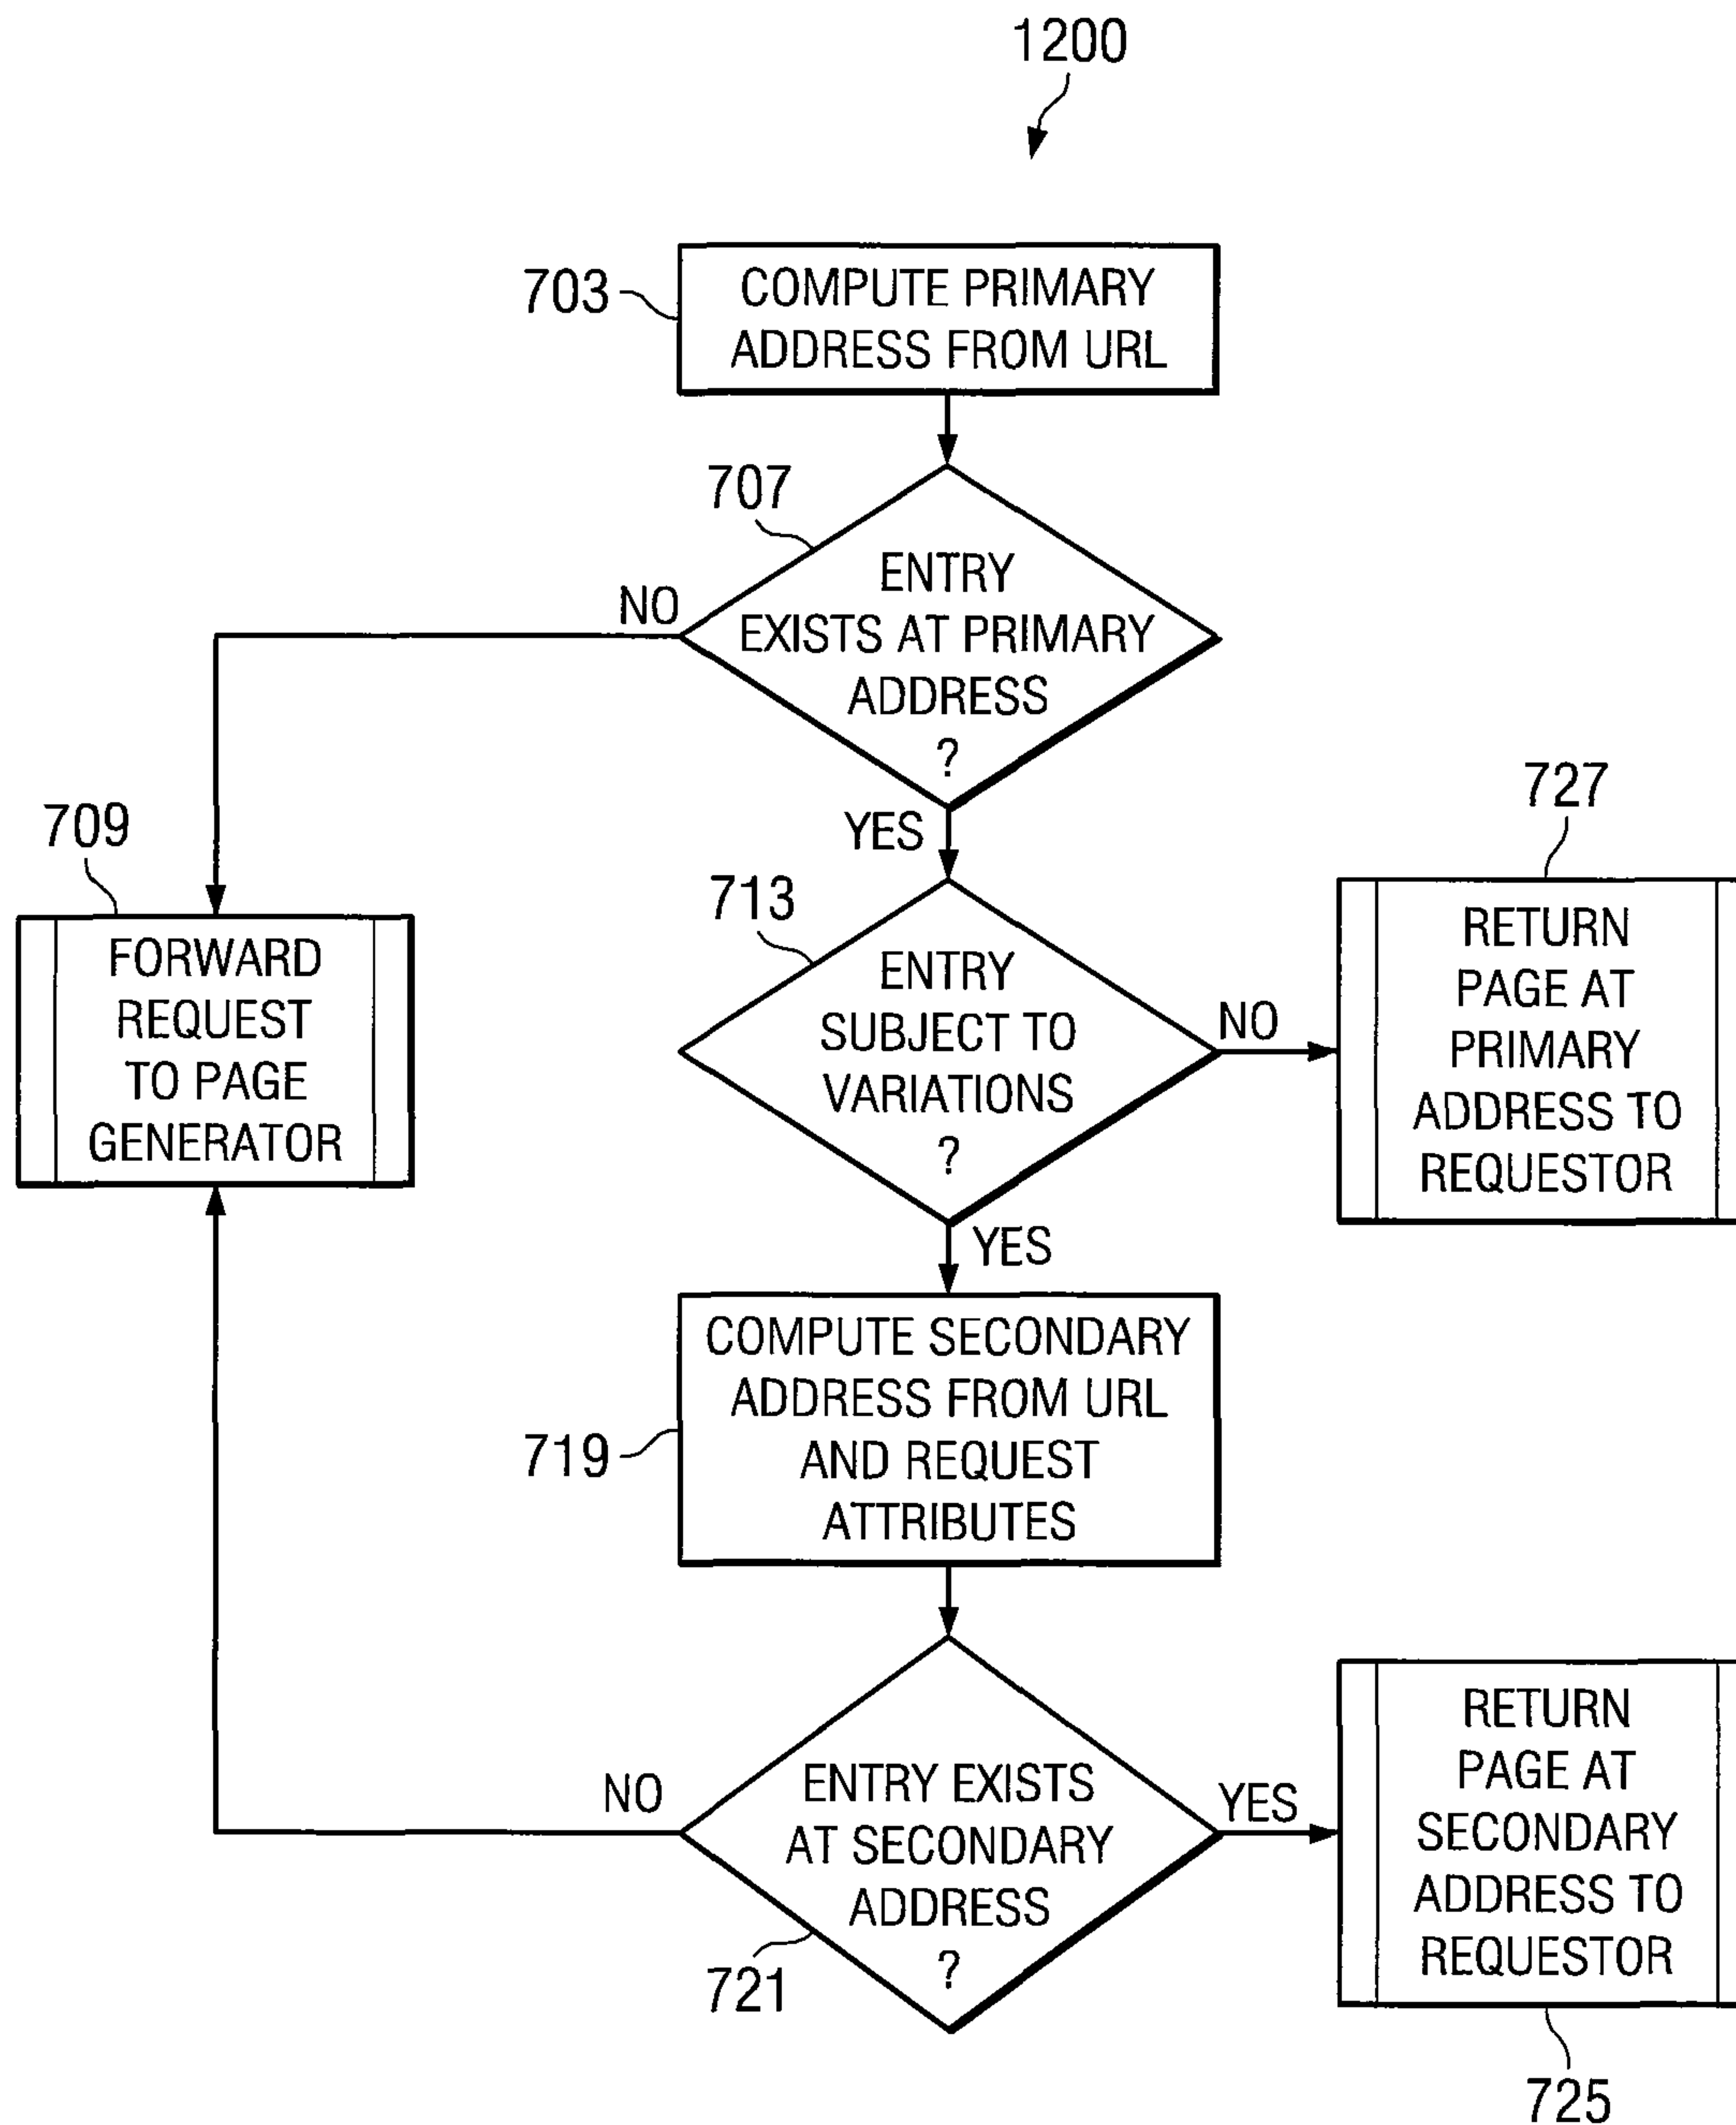 1200
703
COMPUTE PRIMARY
ADDRESS FROM URL
707
ENTRY
EXISTS AT PRIMARY
ADDRESS
?
NO
YES
709
FORWARD
REQUEST
TO PAGE
GENERATOR
713
ENTRY
SUBJECT TO
VARIATIONS
?
NO
YES
727
RETURN
PAGE AT
PRIMARY
ADDRESS TO
REQUESTOR
719
COMPUTE SECONDARY
ADDRESS FROM URL
AND REQUEST
ATTRIBUTES
721
ENTRY EXISTS
AT SECONDARY
ADDRESS
?
NO
YES
RETURN
PAGE AT
SECONDARY
ADDRESS TO
REQUESTOR
725